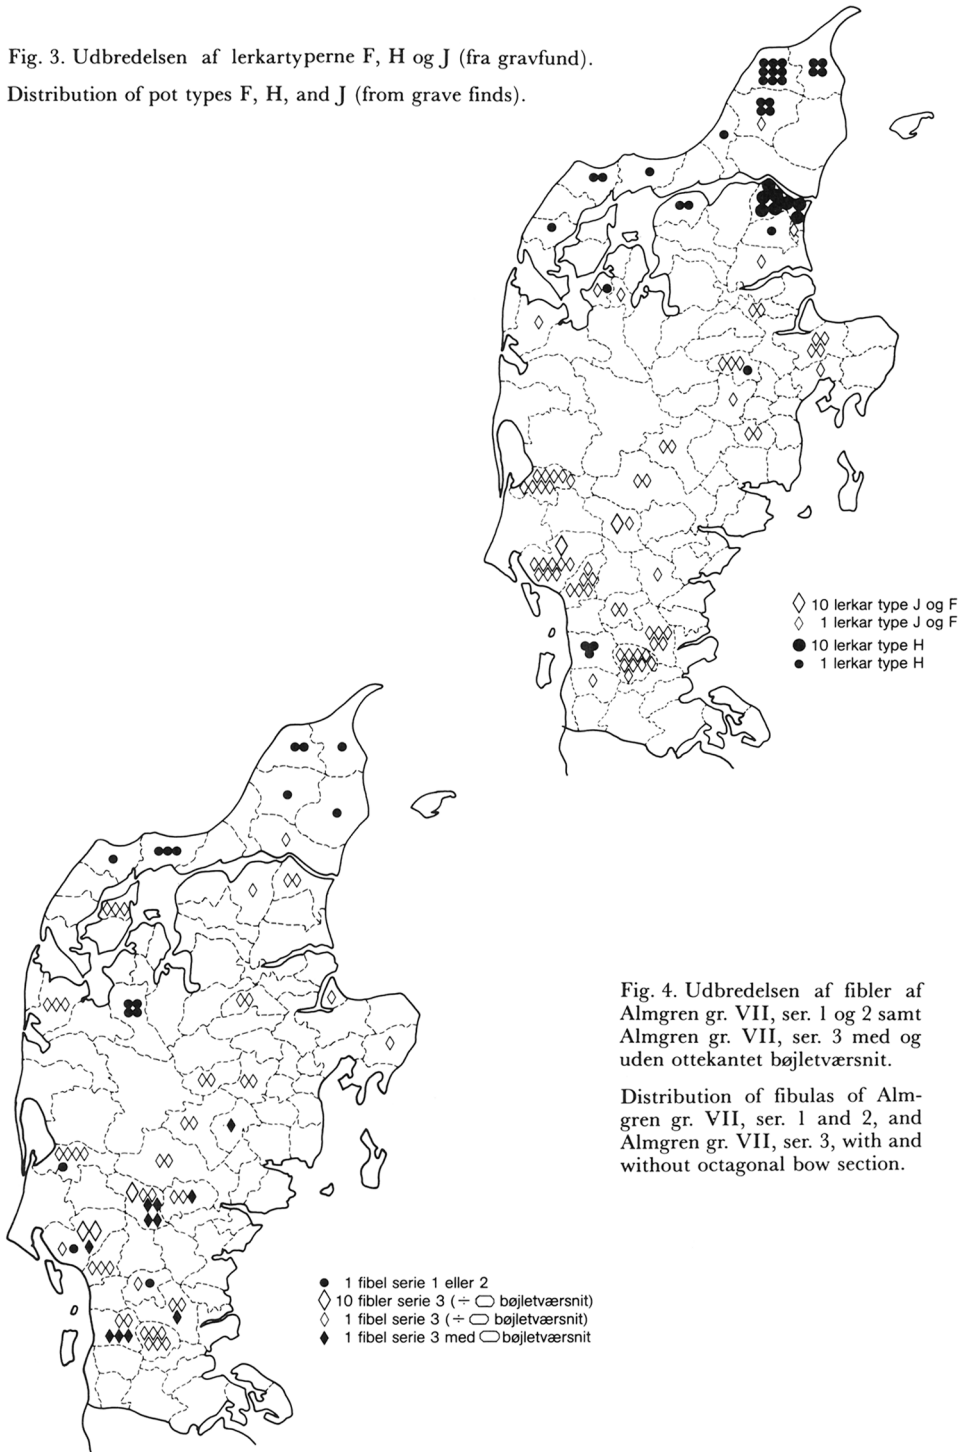 Fig. 3. Udbredelsen af lerkartyperne F, H og J (fra gravfund).
Distribution of pot types F, H, and J (from grave finds).
10 lerkar type J og F
1 lerkar type J og F
10 lerkar type H
1 lerkar type H
Fig. 4. Udbredelsen af fibler af
Almgren gr. VII, ser. 1 og 2 samt
Almgren gr. VII, ser. 3 med og
uden ottekantet bøjletværsnit.
Distribution of fibulas of Alm-
gren gr. VII, ser. 1 and 2, and
Almgren gr. VII, ser. 3, with and
without octagonal bow section.
1 fibel serie 1 eller 2
10 fibler serie 3 (÷ bøjletværsnit)
1 fibel serie 3 (÷ bøjletværsnit)
1 fibel serie 3 med bøjletværsnit